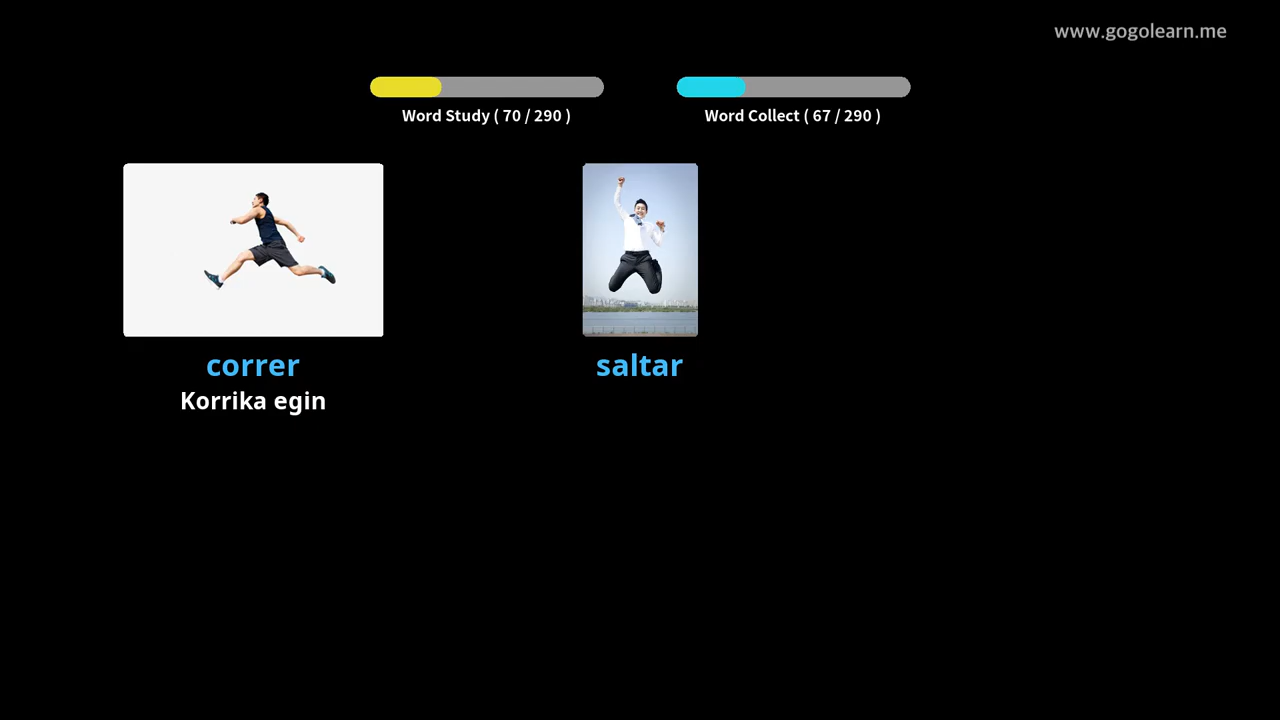 www.gogolearn.me
Word Study ( 70 / 290 )
Word Collect ( 67 / 290 )
correr
Korrika egin
saltar